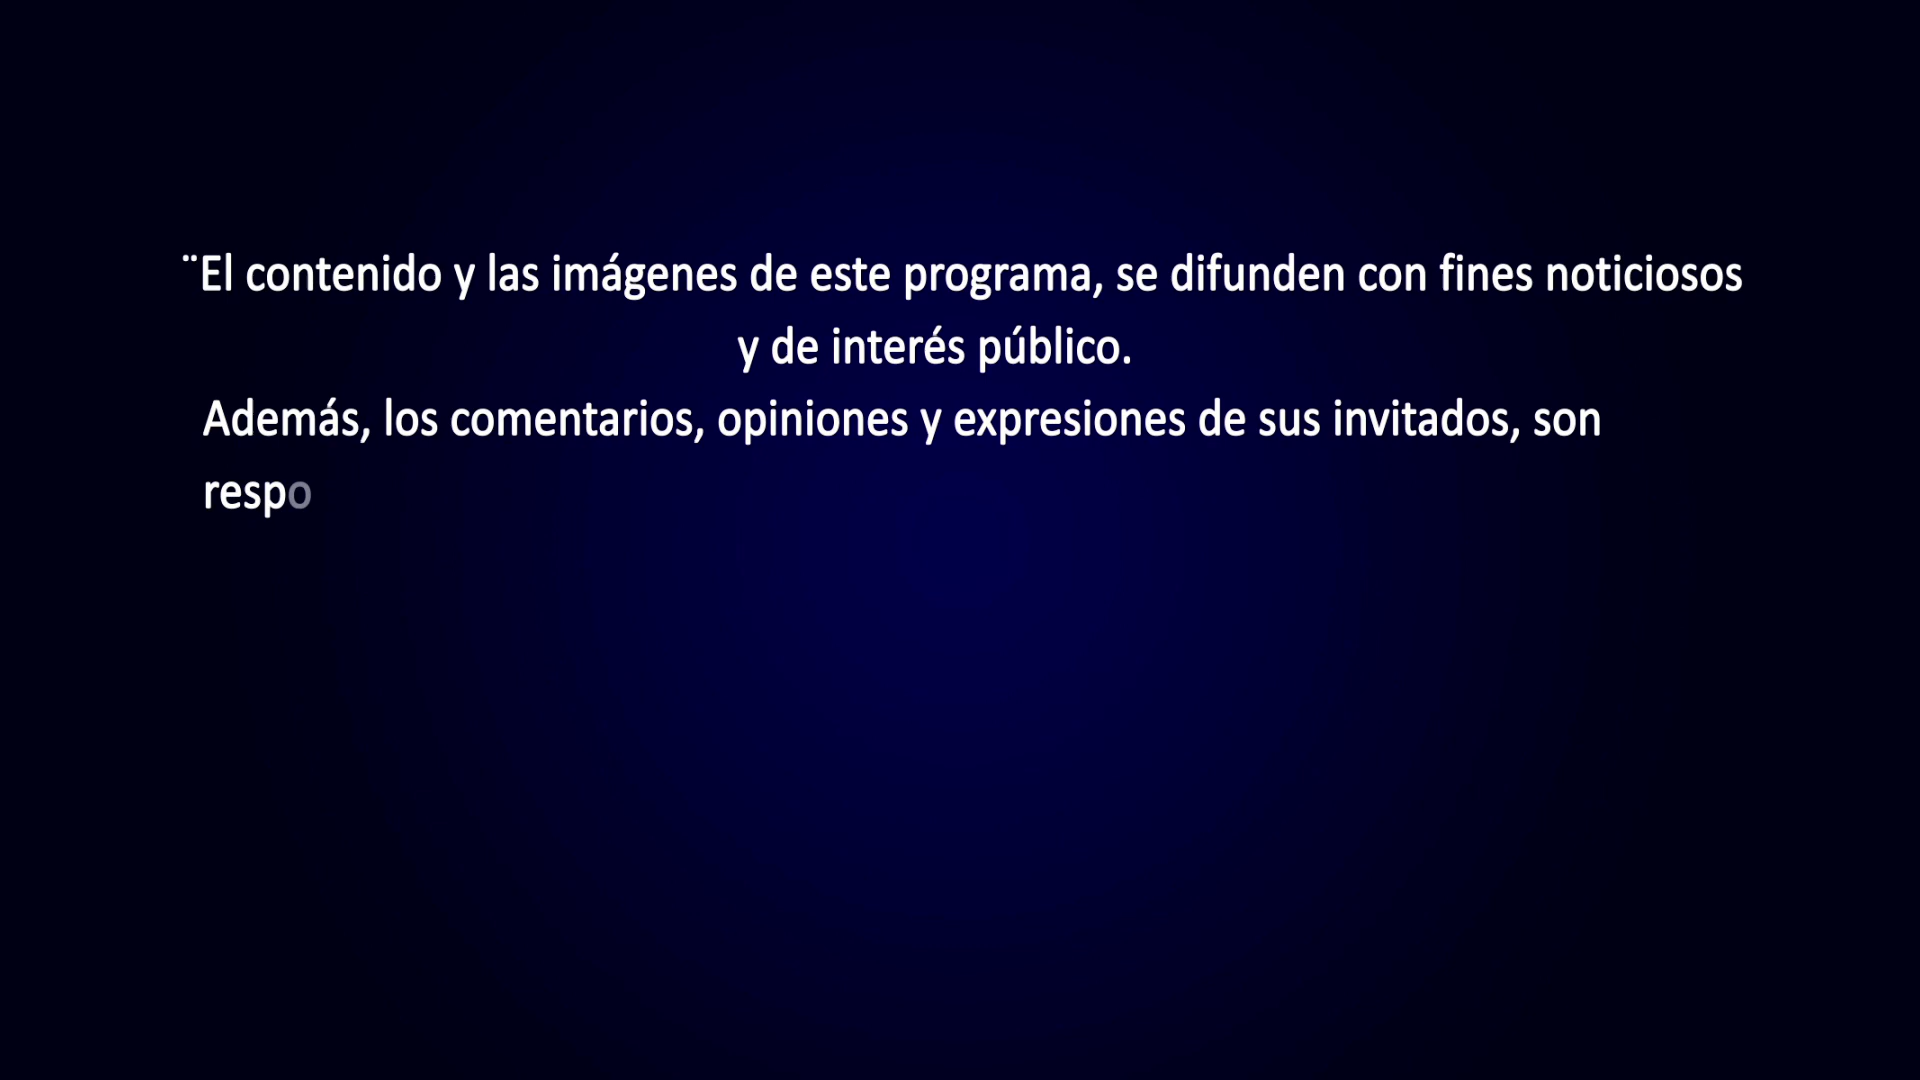 ¨El contenido y las imágenes de este programa, se difunden con fines noticiosos
y de interés público.
Además, los comentarios, opiniones y expresiones de sus invitados, son
respo